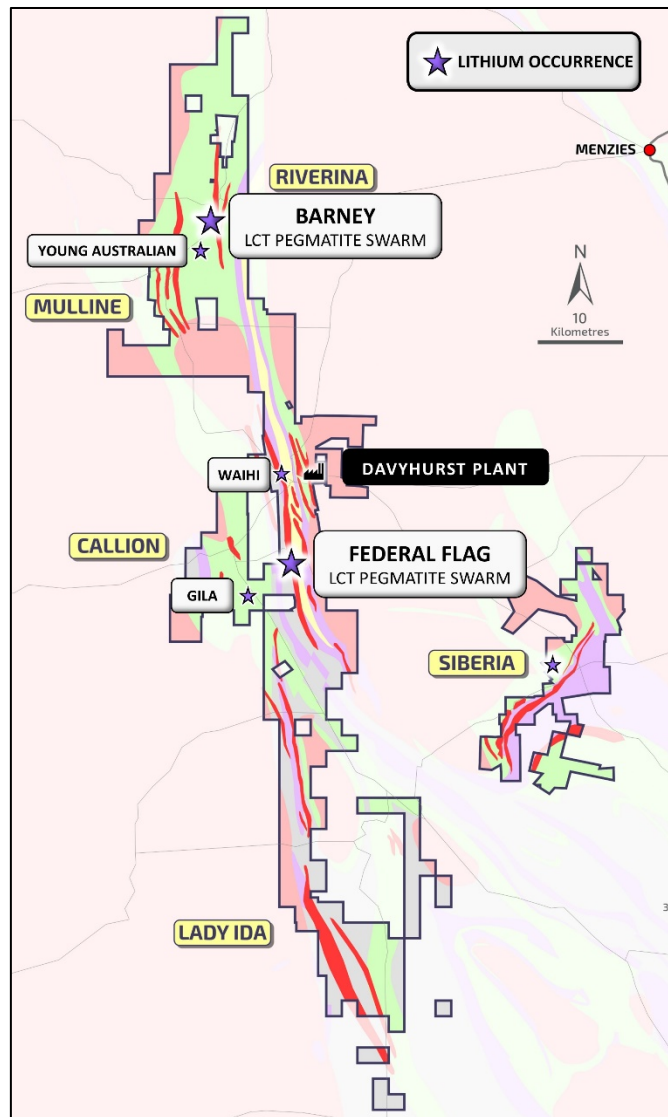 LITHIUM OCCURRENCE
MENZIES
RIVERINA
BARNEY
LCT PEGMATITE SWARM
YOUNG AUSTRALIAN
N
10
Kilometres
MULLINE
WAIHI
DAVYHURST PLANT
CALLION
FEDERAL FLAG
LCT PEGMATITE SWARM
GILA
SIBERIA
LADY IDA
3